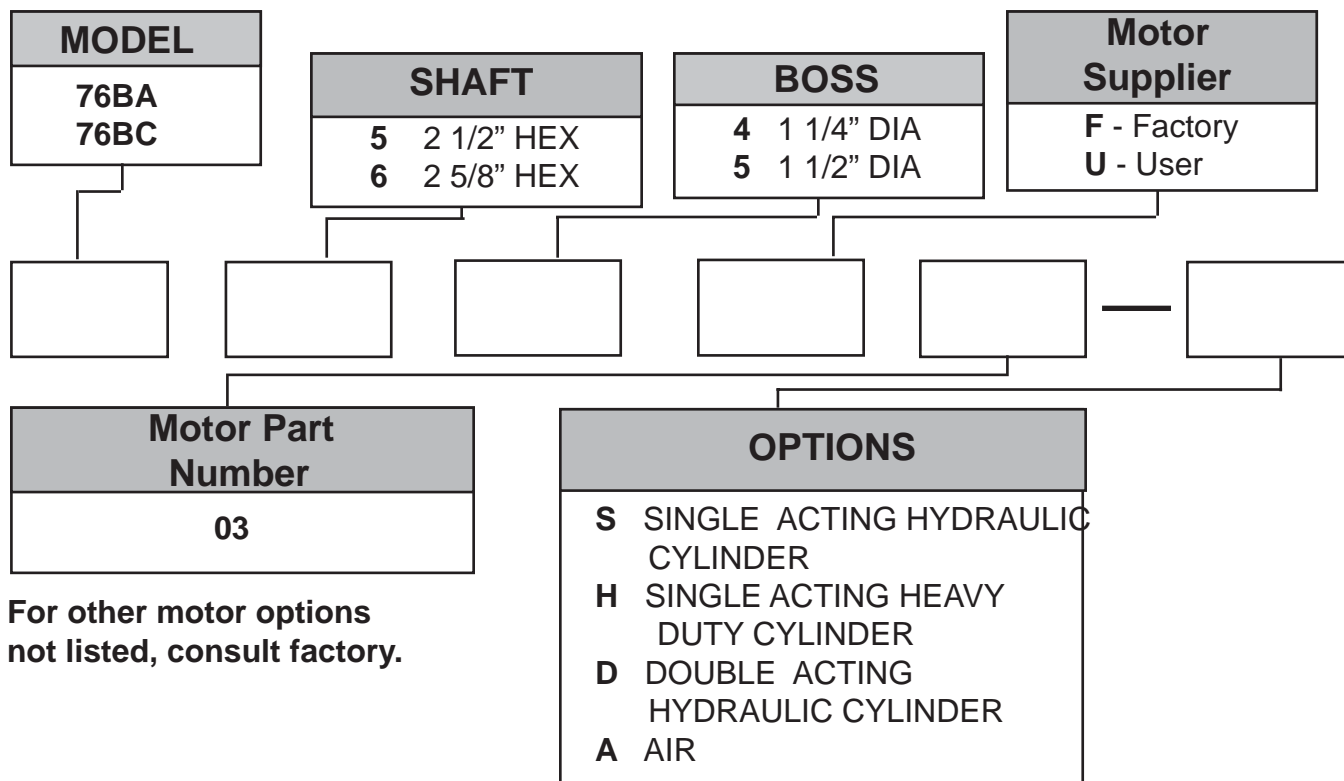 MODEL
76BA
76BC
SHAFT
5 2 1/2” HEX
6 2 5/8” HEX
BOSS
4 1 1/4” DIA
5 1 1/2” DIA
Motor
Supplier
F - Factory
U - User
Motor Part
Number
03
For other motor options
not listed, consult factory.
OPTIONS
S SINGLE ACTING HYDRAULIC
CYLINDER
H SINGLE ACTING HEAVY
DUTY CYLINDER
D DOUBLE ACTING
HYDRAULIC CYLINDER
A AIR